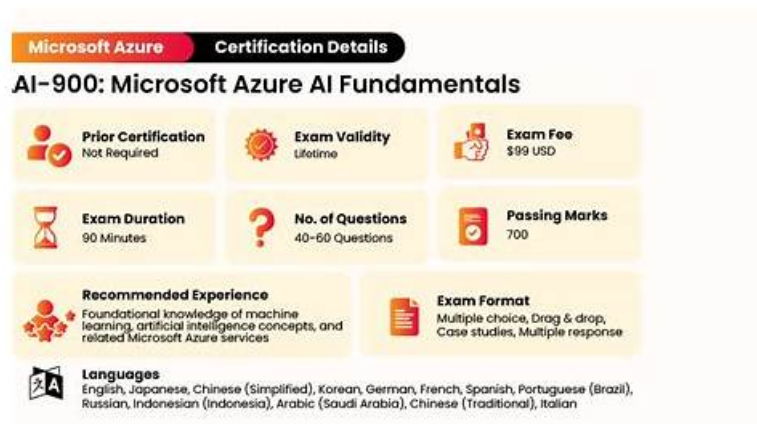 Microsoft Azure Certification Details
AI-900: Microsoft Azure AI Fundamentals
Prior Certification
Not Required
Exam Validity
Lifetime
Exam Fee
$99 USD
Exam Duration
90 Minutes
No. of Questions
40-60 Questions
Passing Marks
700
Recommended Experience
Foundational knowledge of machine
learning, artificial intelligence concepts, and
related Microsoft Azure services
Exam Format
Multiple choice, Drag & drop,
Case studies, Multiple response
Languages
English, Japanese, Chinese (Simplified), Korean, German, French, Spanish, Portuguese (Brazil),
Russian, Indonesian (Indonesia), Arabic (Saudi Arabia), Chinese (Traditional), Italian